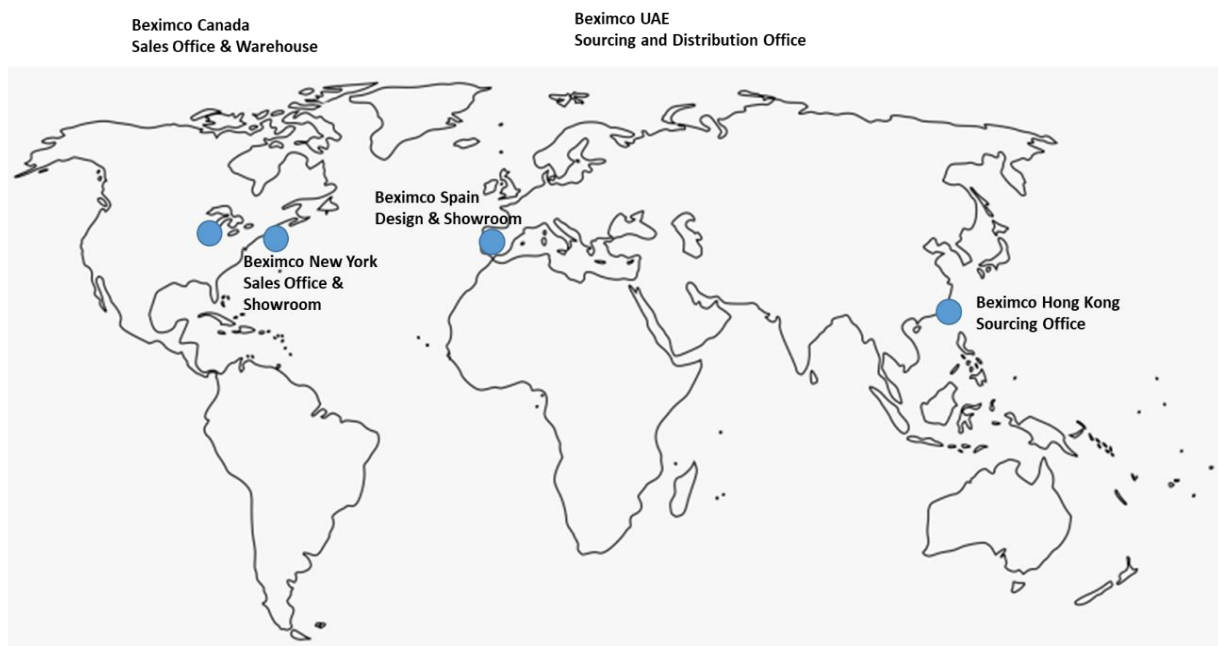 Beximco Canada
Sales Office & Warehouse
Beximco UAE
Sourcing and Distribution Office
Beximco Spain
Design & Showroom
Beximco New York
Sales Office &
Showroom
Beximco Hong Kong
Sourcing Office